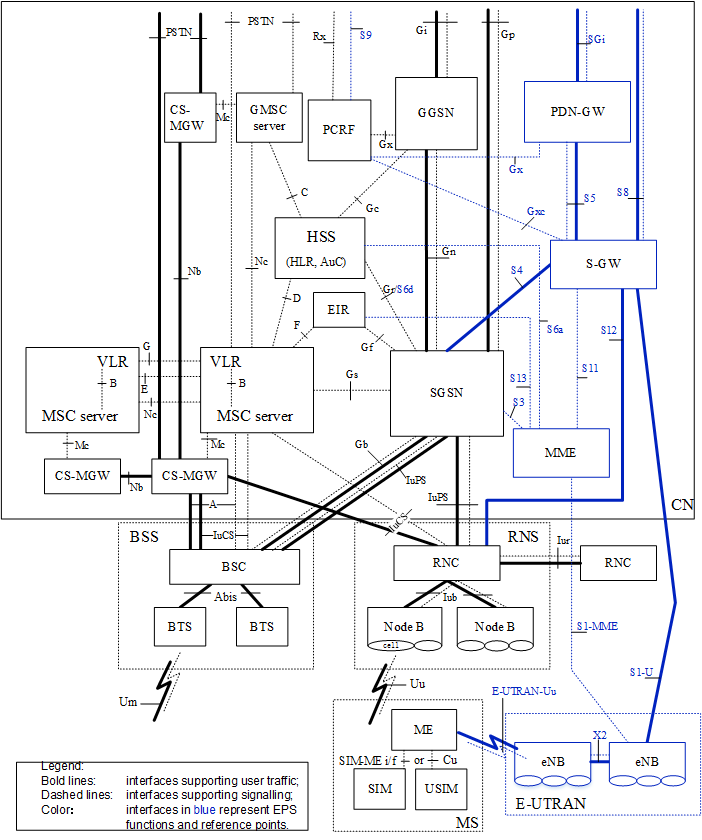 PSTN
PSTN
Rx
S9
Gi
Gp
SGi
CS-
MGW
Mc
GMSC
server
PCRF
Gx
GGSN
PDN-GW
Gx
C
Gc
Gxc
S5
S8
HSS
(HLR, AuC)
Gn
S-GW
Nb
Nc
Gr/S6d
S4
D
EIR
F
Gf
S6a
S12
G
VLR
B
E
Nc
MSC server
VLR
B
MSC server
Gs
SGSN
S13
S3
S11
Mc
Mc
Gb
IuPS
MME
CS-MGW
Nb
CS-MGW
A
IuPS
CN
BSS
IuCS
IuCS
RNS
Iur
BSC
RNC
RNC
Abis
Iub
BTS
BTS
Node B
cell
Node B
S1-MME
Um
Uu
E-UTRAN-Uu
S1-U
ME
X2
SIM-ME i/f
or
Cu
eNB
eNB
SIM
USIM
E-UTRAN
MS
Legend:
Bold lines: interfaces supporting user traffic;
Dashed lines: interfaces supporting signalling;
Color: interfaces in blue represent EPS
functions and reference points.